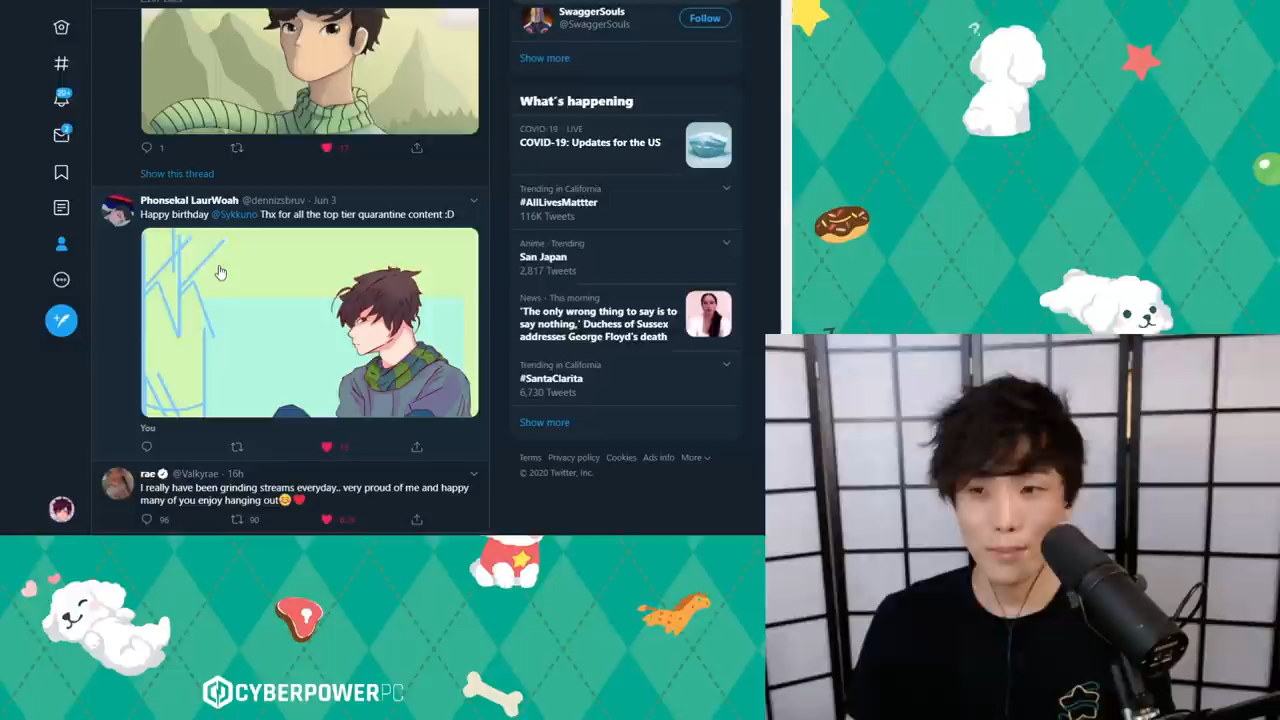 1
17
Show this thread
Phonsekal LaurWoah @dennizsbruv · Jun 3
Happy birthday @Sykkuno Thx for all the top tier quarantine content :D
You
rae @Valkyrae · 16h
I really have been grinding streams everyday.. very proud of me and happy
many of you enjoy hanging out
96
90
20+
2
SwaggerSouls
@SwaggerSouls
Follow
Show more
What's happening
COVID-19 · LIVE
COVID-19: Updates for the US
Trending in California
#AllLivesMattter
116K Tweets
Anime · Trending
San Japan
2,817 Tweets
News · This morning
'The only wrong thing to say is to
say nothing,' Duchess of Sussex
addresses George Floyd's death
Trending in California
#SantaClarita
6,730 Tweets
Show more
Terms Privacy policy Cookies Ads info More
© 2020 Twitter, Inc.
CYBERPOWERPC